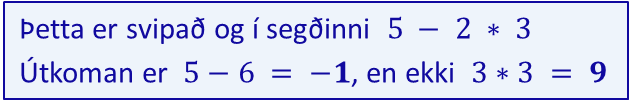 Þetta er svipað og í segðinni 5 − 2 * 3
Útkoman er 5 − 6 = −1, en ekki 3 * 3 = 9